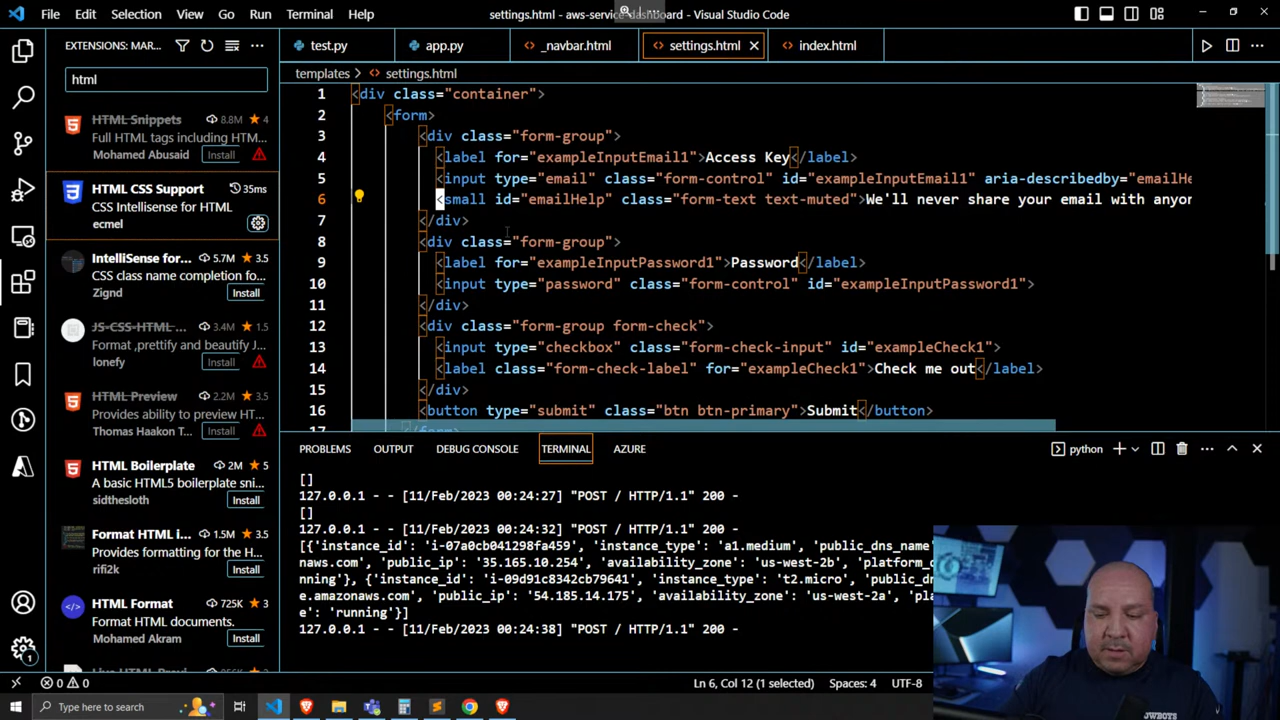 File Edit Selection View Go Run Terminal Help
settings.html - aws-service-dashboard - Visual Studio Code
EXTENSIONS: MAR...
html
HTML Snippets 8.8M 4
Full HTML tags including HTM...
Mohamed Abusaid Install
HTML CSS Support 35ms
CSS Intellisense for HTML
ecmel
IntelliSense for... 5.7M 3.5
CSS class name completion fo...
Zignd Install
JS-CSS-HTML ... 3.4M 1.5
Format ,prettify and beautify J...
lonefy Install
HTML Preview 2.2M 3.5
Provides ability to preview HT...
Thomas Haakon T... Install
HTML Boilerplate 2M 5
A basic HTML5 boilerplate sni...
sidthesloth Install
Format HTML i... 1.5M 3.5
Provides formatting for the H...
rifi2k Install
HTML Format 725K 3
Format HTML documents.
Mohamed Akram Install
test.py app.py _navbar.html settings.html index.html
templates > settings.html
1 <div class="container">
2 <form>
3 <div class="form-group">
4 <label for="exampleInputEmail1">Access Key</label>
5 <input type="email" class="form-control" id="exampleInputEmail1" aria-describedby="emailHe
6 <small id="emailHelp" class="form-text text-muted">We'll never share your email with anyon
7 </div>
8 <div class="form-group">
9 <label for="exampleInputPassword1">Password</label>
10 <input type="password" class="form-control" id="exampleInputPassword1">
11 </div>
12 <div class="form-group form-check">
13 <input type="checkbox" class="form-check-input" id="exampleCheck1">
14 <label class="form-check-label" for="exampleCheck1">Check me out</label>
15 </div>
16 <button type="submit" class="btn btn-primary">Submit</button>
17 </form>
PROBLEMS OUTPUT DEBUG CONSOLE TERMINAL AZURE
python
[]
127.0.0.1 - - [11/Feb/2023 00:24:27] "POST / HTTP/1.1" 200 -
[]
127.0.0.1 - - [11/Feb/2023 00:24:32] "POST / HTTP/1.1" 200 -
[{'instance_id': 'i-07a0cb041298fa459', 'instance_type': 'a1.medium', 'public_dns_name'
naws.com', 'public_ip': '35.165.10.254', 'availability_zone': 'us-west-2b', 'platform_d
nning'}, {'instance_id': 'i-09d91c8342cb79641', 'instance_type': 't2.micro', 'public_dn
e.amazonaws.com', 'public_ip': '54.185.14.175', 'availability_zone': 'us-west-2a', 'pla
': 'running'}]
127.0.0.1 - - [11/Feb/2023 00:24:38] "POST / HTTP/1.1" 200 -
JWBOTS
0 0
Ln 6, Col 12 (1 selected) Spaces: 4 UTF-8
Type here to search